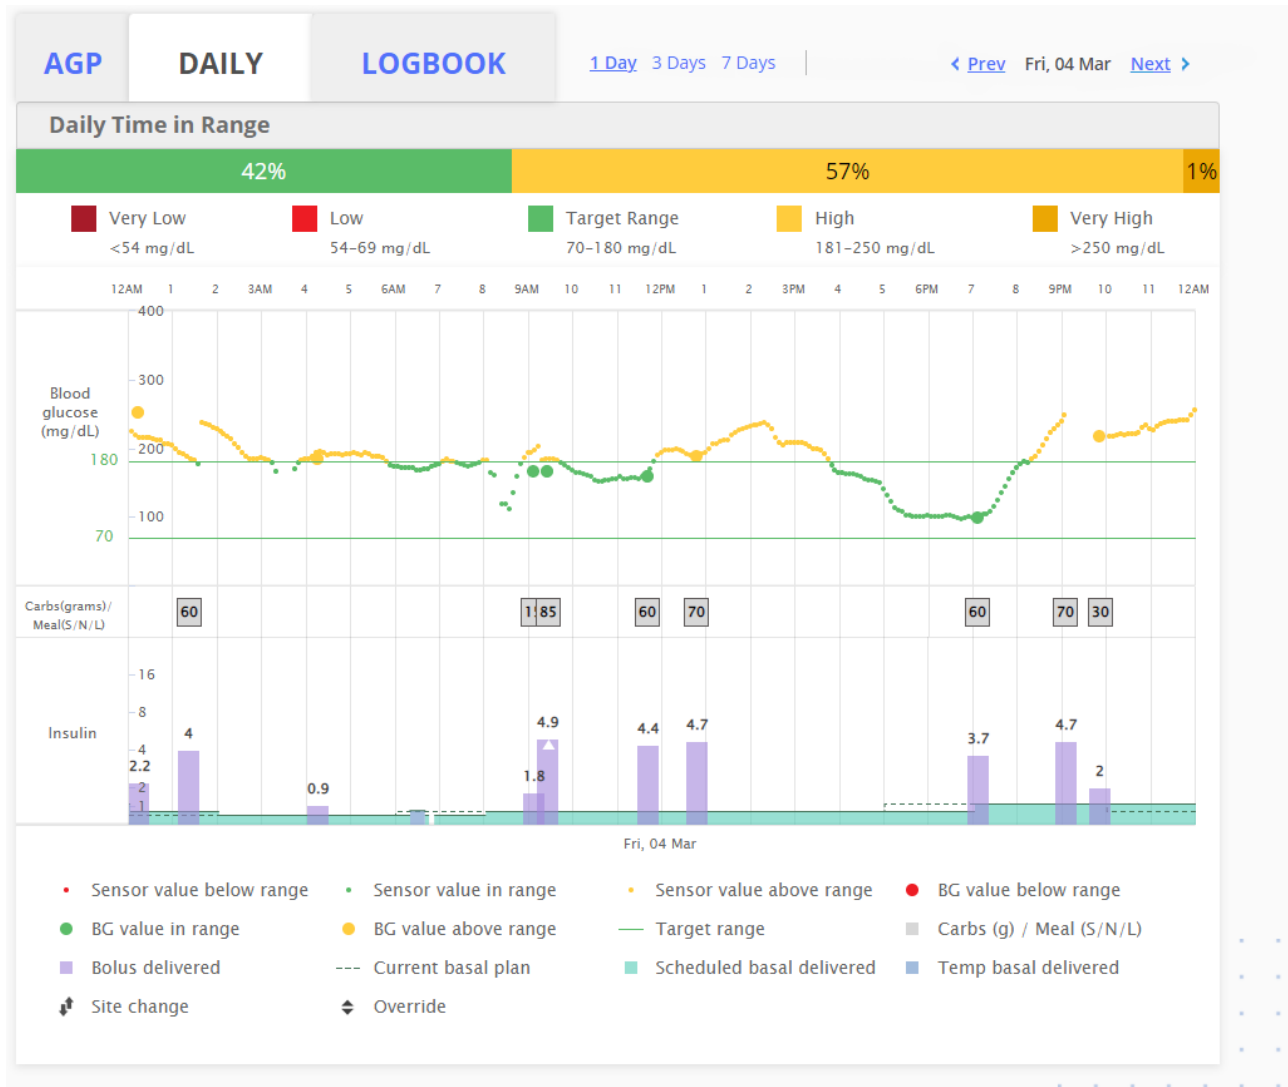 AGP DAILY LOGBOOK 1 Day 3 Days 7 Days Prev Fri, 04 Mar Next
Daily Time in Range
42% 57% 1%
Very Low Low Target Range High Very High
<54 mg/dL 54–69 mg/dL 70–180 mg/dL 181–250 mg/dL >250 mg/dL
12AM 1 2 3AM 4 5 6AM 7 8 9AM 10 11 12PM 1 2 3PM 4 5 6PM 7 8 9PM 10 11 12AM
400
300
Blood
glucose
(mg/dL)
200
180
100
70
Carbs(grams)/
Meal(S/N/L)
60 85 60 70 60 70 30
16
8
Insulin
4
2
1
2.2 4 0.9 1.8 4.9 4.4 4.7 3.7 4.7 2
Fri, 04 Mar
Sensor value below range Sensor value in range Sensor value above range BG value below range
BG value in range BG value above range Target range Carbs (g) / Meal (S/N/L)
Bolus delivered Current basal plan Scheduled basal delivered Temp basal delivered
Site change Override